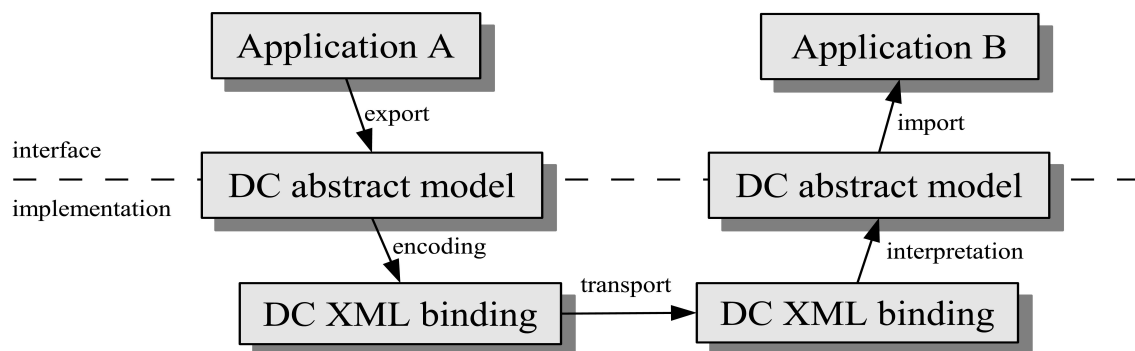 Application A
Application B
export
import
interface
DC abstract model
DC abstract model
implementation
encoding
interpretation
transport
DC XML binding
DC XML binding